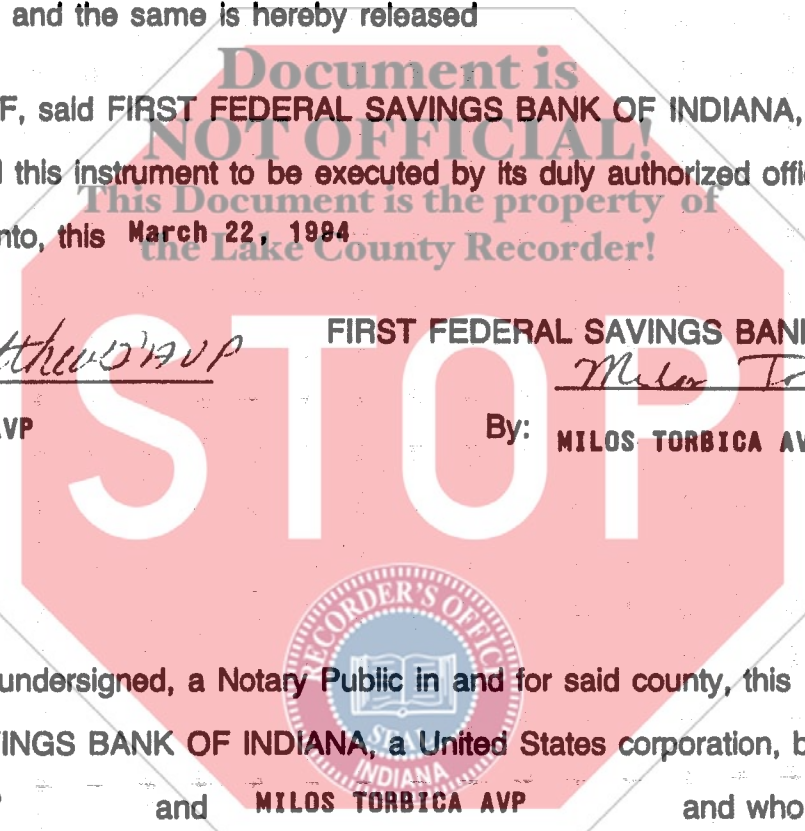 and the same is hereby released
Document is
F, said FIRST FEDERAL SAVINGS BANK OF INDIANA,
NOT OFFICIAL!
this instrument to be executed by its duly authorized offi
This Document is the property of
nto, this March 22, 1994
the Lake County Recorder!
FIRST FEDERAL SAVINGS BANK
AVP
Milos
VP
By: MILOS TORBICA AV
STOP
RECORDER'S OFFICE
undersigned, a Notary Public in and for said county, this
SEAL
INGS BANK OF INDIANA, a United States corporation, b
INDIANA
and MILOS TORBICA AVP and who